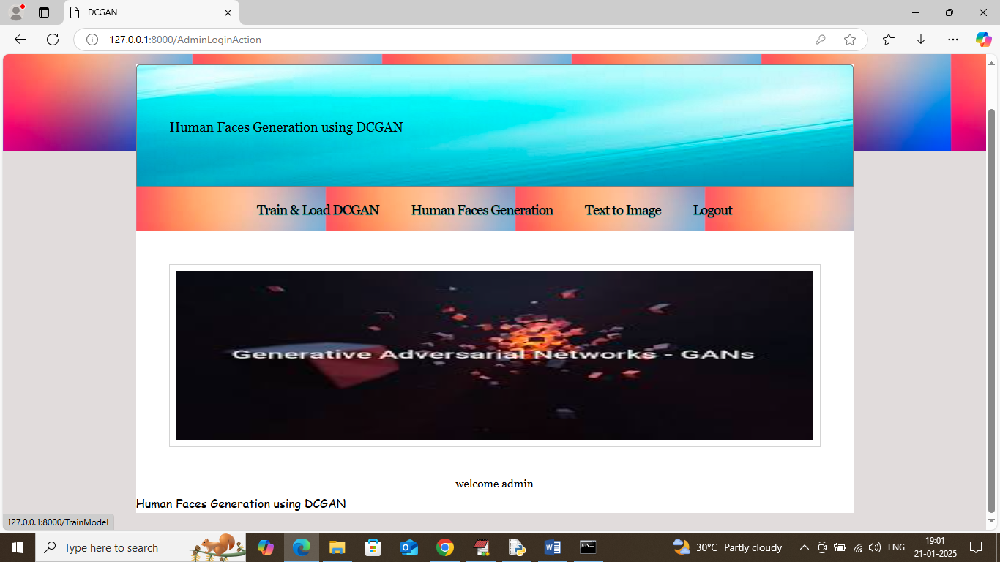 DCGAN
127.0.0.1:8000/AdminLoginAction
Human Faces Generation using DCGAN
Train & Load DCGAN Human Faces Generation Text to Image Logout
Generative Adversarial Networks - GANs
welcome admin
Human Faces Generation using DCGAN
127.0.0.1:8000/TrainModel
Type here to search
30°C Partly cloudy
ENG
19:01
21-01-2025